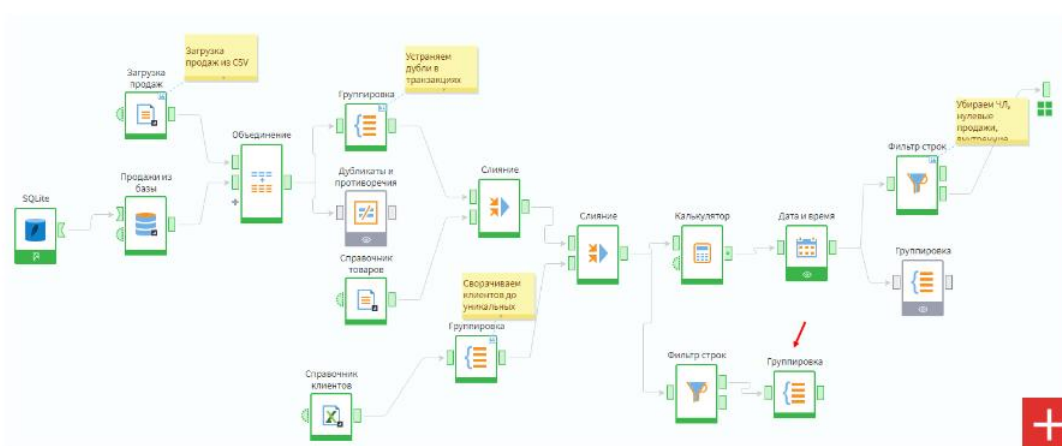 Загрузка
продаж из CSV
Загрузка
продаж
Устраняем
дубли в
транзакциях
Группировка
Объединение
Убираем ЧЛ,
нулевые
продажи,
Фильтр строк
Продажи из
базы
Дубликаты и
противоречия
Слияние
SQLite
Слияние
Калькулятор
Дата и время
Группировка
Справочник
товаров
Сворачиваем
клиентов до
уникальных
Группировка
Справочник
клиентов
Фильтр строк
Группировка